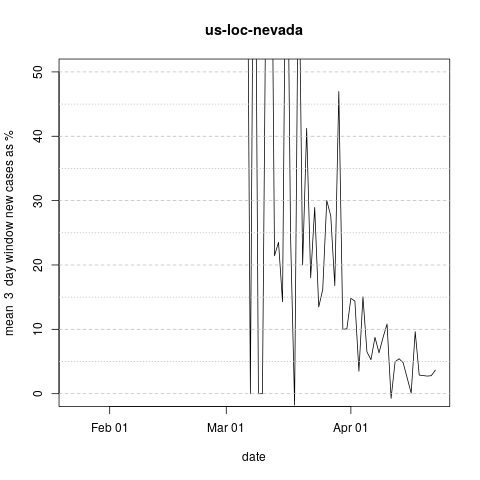 us-loc-nevada
mean  3  day window new cases as %
50
40
30
20
10
0
Feb 01
Mar 01
Apr 01
date